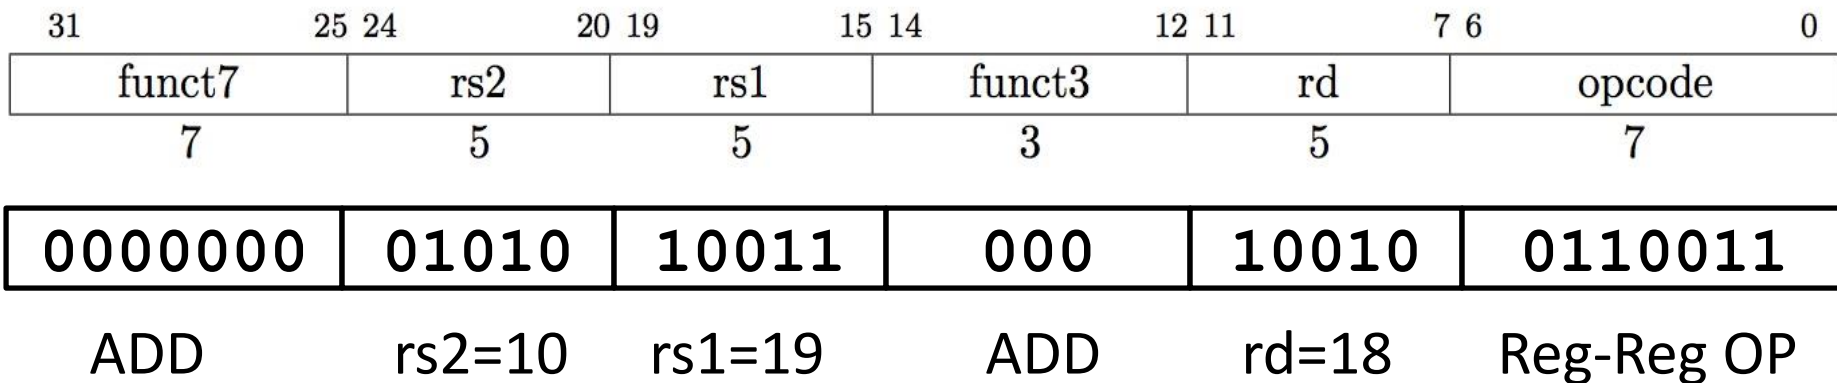 31 25 24 20 19 15 14 12 11 7 6 0
funct7 rs2 rs1 funct3 rd opcode
7 5 5 3 5 7
0000000 01010 10011 000 10010 0110011
ADD rs2=10 rs1=19 ADD rd=18 Reg-Reg OP